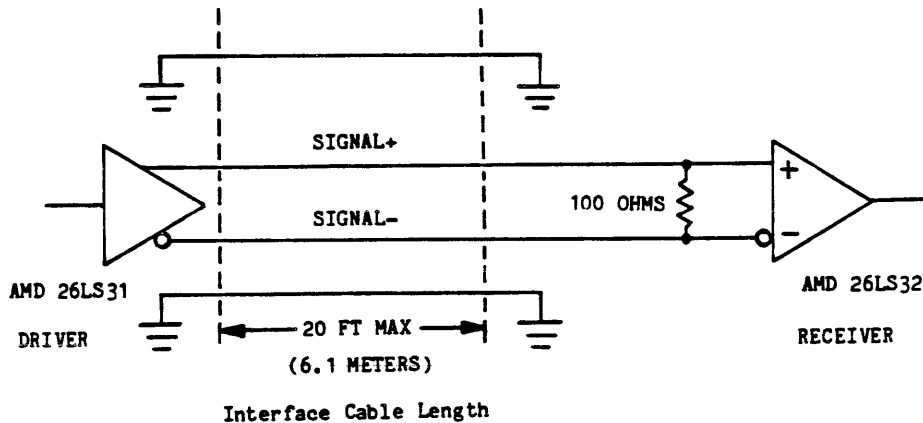 SIGNAL+
+
100 OHMS
SIGNAL-
-
AMD 26LS31
DRIVER
AMD 26LS32
RECEIVER
20 FT MAX
(6.1 METERS)
Interface Cable Length